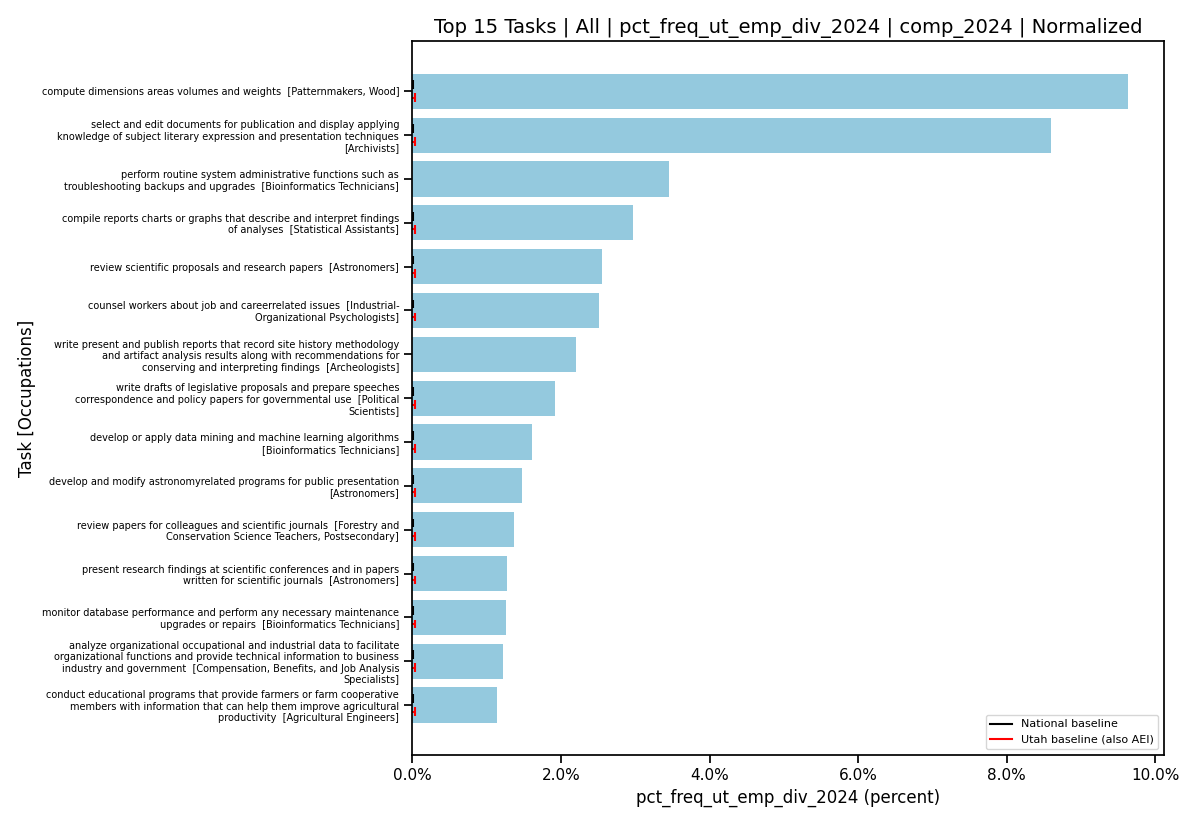 Top 15 Tasks | All | pct_freq_ut_emp_div_2024 | comp_2024 | Normalized
compute dimensions areas volumes and weights  [Patternmakers, Wood]
select and edit documents for publication and display applying
knowledge of subject literary expression and presentation techniques
[Archivists]
perform routine system administrative functions such as
troubleshooting backups and upgrades  [Bioinformatics Technicians]
compile reports charts or graphs that describe and interpret findings
of analyses  [Statistical Assistants]
review scientific proposals and research papers  [Astronomers]
counsel workers about job and careerrelated issues  [Industrial-
Organizational Psychologists]
write present and publish reports that record site history methodology
and artifact analysis results along with recommendations for
conserving and interpreting findings  [Archeologists]
write drafts of legislative proposals and prepare speeches
correspondence and policy papers for governmental use  [Political
Scientists]
develop or apply data mining and machine learning algorithms
[Bioinformatics Technicians]
develop and modify astronomyrelated programs for public presentation
[Astronomers]
review papers for colleagues and scientific journals  [Forestry and
Conservation Science Teachers, Postsecondary]
present research findings at scientific conferences and in papers
written for scientific journals  [Astronomers]
monitor database performance and perform any necessary maintenance
upgrades or repairs  [Bioinformatics Technicians]
analyze organizational occupational and industrial data to facilitate
organizational functions and provide technical information to business
industry and government  [Compensation, Benefits, and Job Analysis
Specialists]
conduct educational programs that provide farmers or farm cooperative
members with information that can help them improve agricultural
productivity  [Agricultural Engineers]
Task [Occupations]
National baseline
Utah baseline (also AEI)
0.0% 2.0% 4.0% 6.0% 8.0% 10.0%
pct_freq_ut_emp_div_2024 (percent)